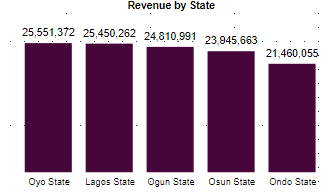 Revenue by State
25,551,372 25,450,262 24,810,991 23,945,663 21,460,055
Oyo State Lagos State Ogun State Osun State Ondo State